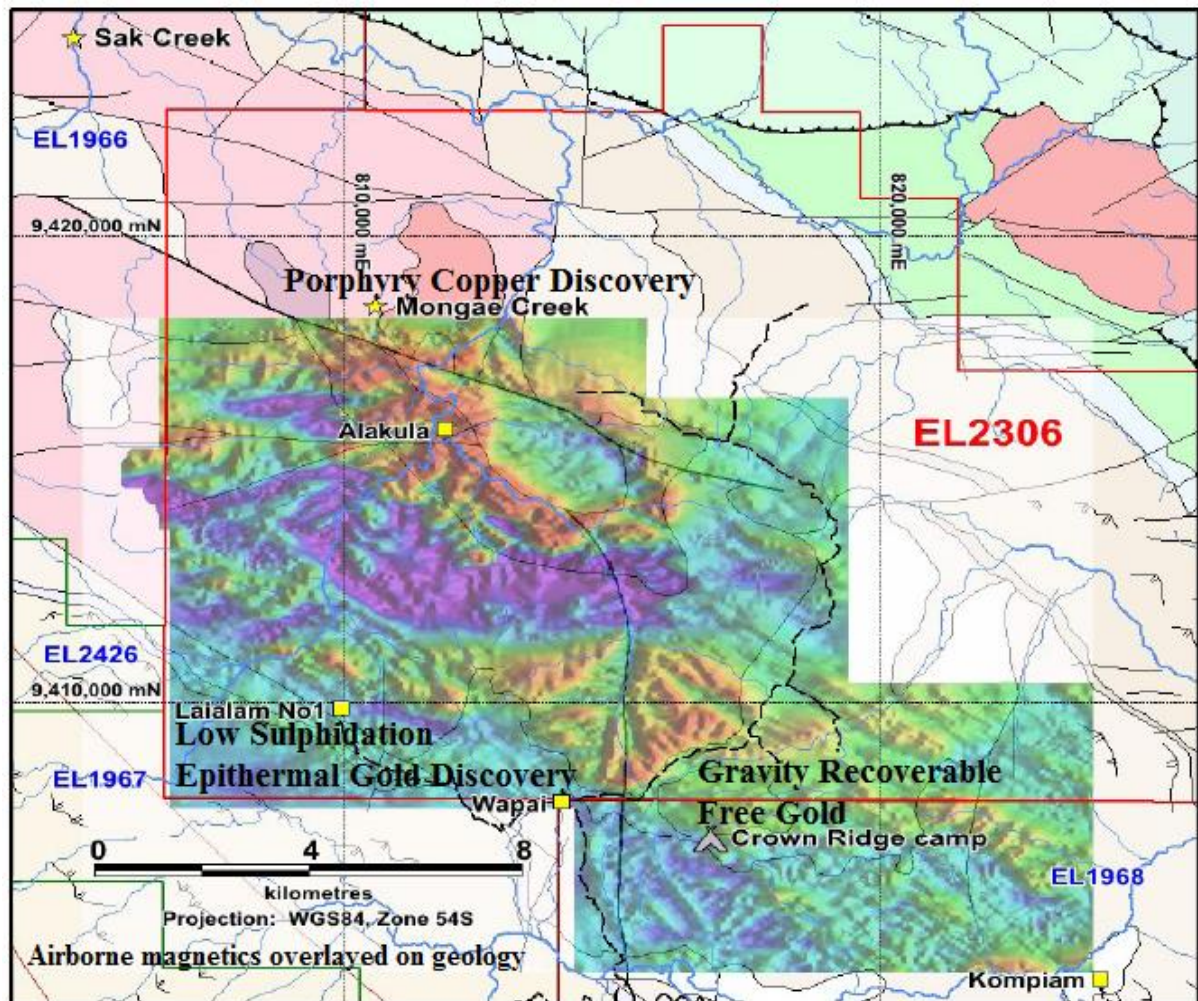 Sak Creek
EL1966
810,000 mE
820,000 mE
9,420,000 mN
Porphyry Copper Discovery
Mongae Creek
Alakula
EL2306
EL2426
9,410,000 mN
Laialam No1
Low Sulphidation
Epithermal Gold Discovery
EL1967
Wapai
Gravity Recoverable
Free Gold
Crown Ridge camp
0 4 8
kilometres
Projection: WGS84, Zone 54S
EL1968
Airborne magnetics overlayed on geology
Kompiam